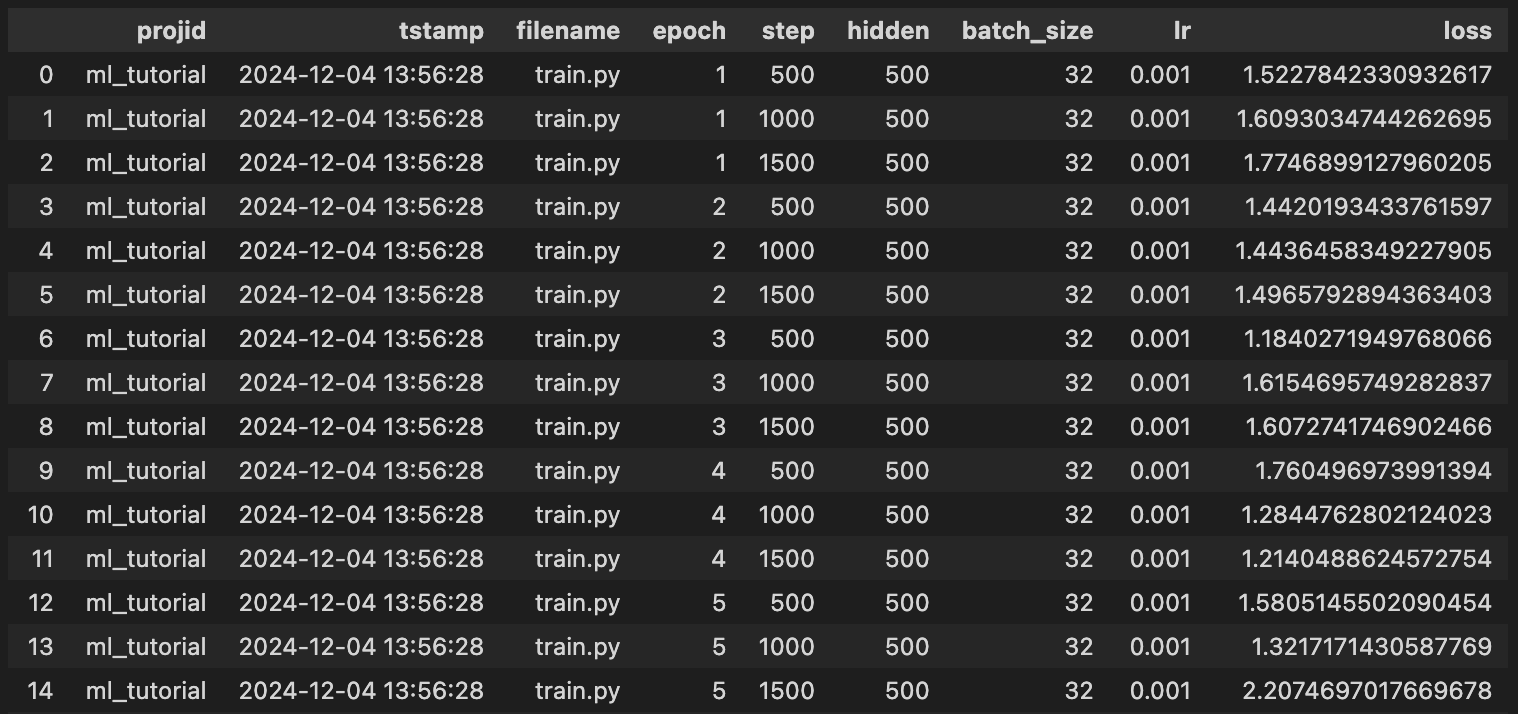 projid tstamp filename epoch step hidden batch_size lr loss
0 ml_tutorial 2024-12-04 13:56:28 train.py 1 500 500 32 0.001 1.5227842330932617
1 ml_tutorial 2024-12-04 13:56:28 train.py 1 1000 500 32 0.001 1.6093034744262695
2 ml_tutorial 2024-12-04 13:56:28 train.py 1 1500 500 32 0.001 1.7746899127960205
3 ml_tutorial 2024-12-04 13:56:28 train.py 2 500 500 32 0.001 1.4420193433761597
4 ml_tutorial 2024-12-04 13:56:28 train.py 2 1000 500 32 0.001 1.4436458349227905
5 ml_tutorial 2024-12-04 13:56:28 train.py 2 1500 500 32 0.001 1.4965792894363403
6 ml_tutorial 2024-12-04 13:56:28 train.py 3 500 500 32 0.001 1.1840271949768066
7 ml_tutorial 2024-12-04 13:56:28 train.py 3 1000 500 32 0.001 1.6154695749282837
8 ml_tutorial 2024-12-04 13:56:28 train.py 3 1500 500 32 0.001 1.6072741746902466
9 ml_tutorial 2024-12-04 13:56:28 train.py 4 500 500 32 0.001 1.760496973991394
10 ml_tutorial 2024-12-04 13:56:28 train.py 4 1000 500 32 0.001 1.2844762802124023
11 ml_tutorial 2024-12-04 13:56:28 train.py 4 1500 500 32 0.001 1.2140488624572754
12 ml_tutorial 2024-12-04 13:56:28 train.py 5 500 500 32 0.001 1.5805145502090454
13 ml_tutorial 2024-12-04 13:56:28 train.py 5 1000 500 32 0.001 1.3217171430587769
14 ml_tutorial 2024-12-04 13:56:28 train.py 5 1500 500 32 0.001 2.2074697017669678